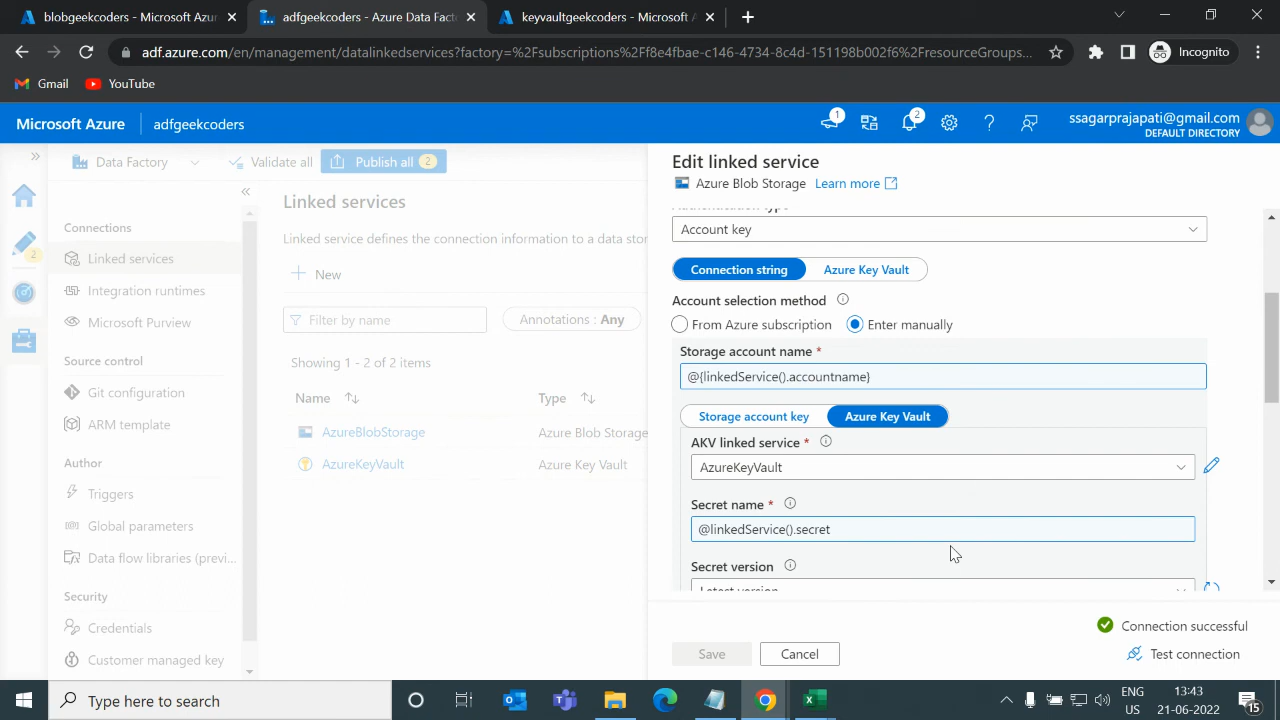 blobgeekcoders - Microsoft Azur
adfgeekcoders - Azure Data Fact
keyvaultgeekcoders - Microsoft A
adf.azure.com/en/management/datalinkedservices?factory=%2Fsubscriptions%2Ff8e4fbae-c146-4734-8c4d-151198b002f6%2FresourceGroups...
Incognito
Gmail
YouTube
Microsoft Azure
adfgeekcoders
1
2
ssagarprajapati@gmail.com
DEFAULT DIRECTORY
Data Factory
Validate all
Publish all 2
2
Connections
Linked services
Integration runtimes
Microsoft Purview
Source control
Git configuration
ARM template
Author
Triggers
Global parameters
Data flow libraries (previ...
Security
Credentials
Customer managed key
Linked services
Linked service defines the connection information to a data stor
New
Filter by name
Annotations : Any
Showing 1 - 2 of 2 items
Name
Type
AzureBlobStorage
Azure Blob Storage
AzureKeyVault
Azure Key Vault
Edit linked service
Azure Blob Storage Learn more
Authentication type
Account key
Connection string
Azure Key Vault
Account selection method
From Azure subscription
Enter manually
Storage account name *
@{linkedService().accountname}
Storage account key
Azure Key Vault
AKV linked service *
AzureKeyVault
Secret name *
@linkedService().secret
Secret version
Latest version
Connection successful
Save
Cancel
Test connection
Type here to search
ENG
US
13:43
21-06-2022
15